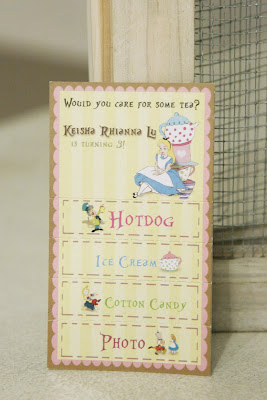 Would you care for some tea?
Keisha Rhianna Lu
is turning 3!
Hotdog
Ice Cream
Cotton Candy
Photo